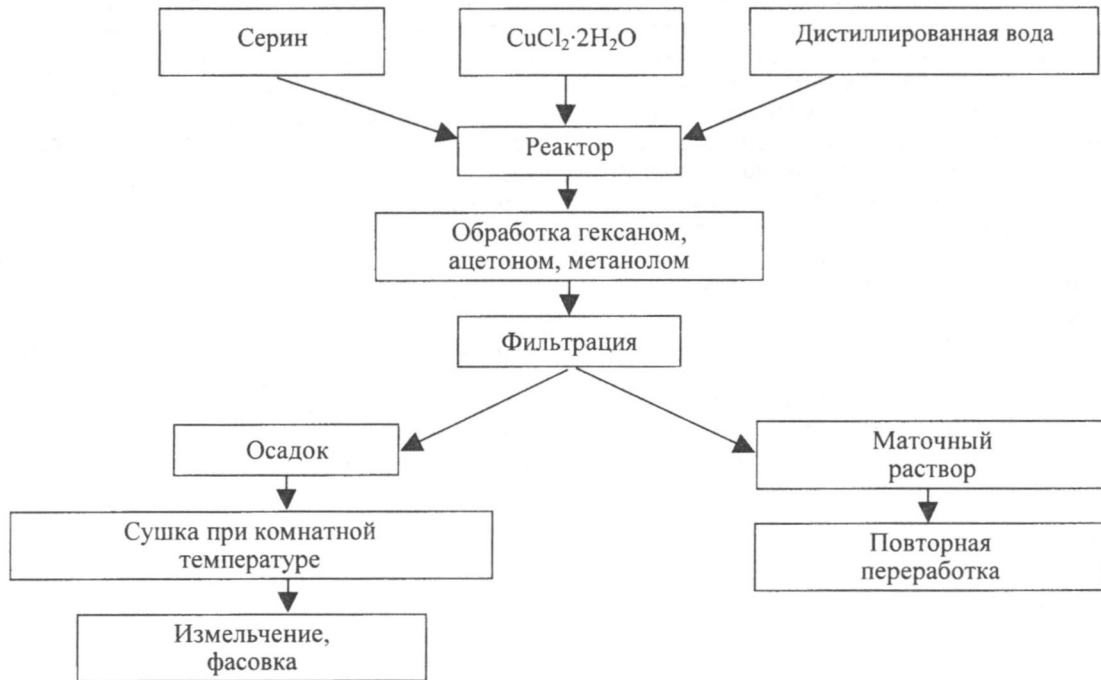 Серин
CuCl₂·2H₂O
Дистиллированная вода
Реактор
Обработка гексаном,
ацетоном, метанолом
Фильтрация
Осадок
Маточный
раствор
Сушка при комнатной
температуре
Повторная
переработка
Измельчение,
фасовка